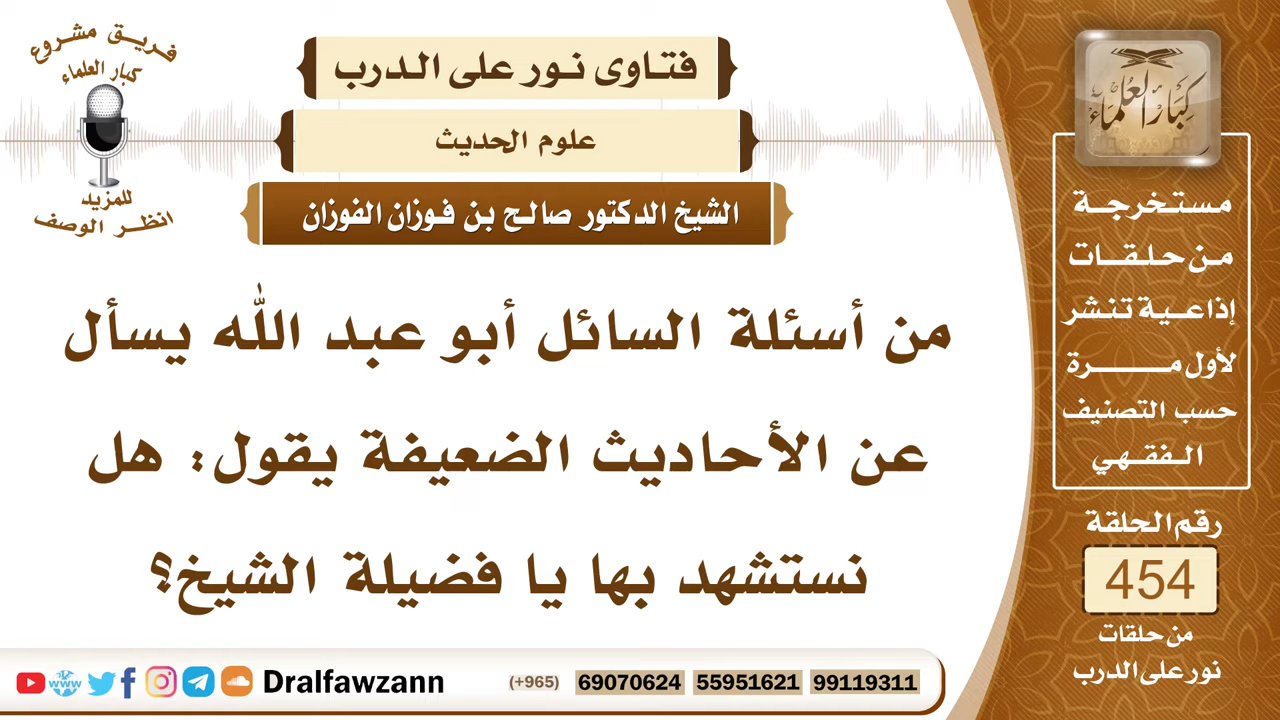 فريق مشروع
كبار العلماء
للمزيد
انظر الوصف
فتاوى نور على الدرب
علوم الحديث
الشيخ الدكتور صالح بن فوزان الفوزان
من أسئلة السائل أبو عبد الله يسأل
عن الأحاديث الضعيفة يقول: هل
نستشهد بها يا فضيلة الشيخ؟
كبار العلماء
مستخرجة
من حلقات
إذاعية تنشر
لأول مرة
حسب التصنيف
الفقهي
رقم الحلقة
454
من حلقات
نور على الدرب
www Dralfawzann (+965) 69070624 55951621 99119311